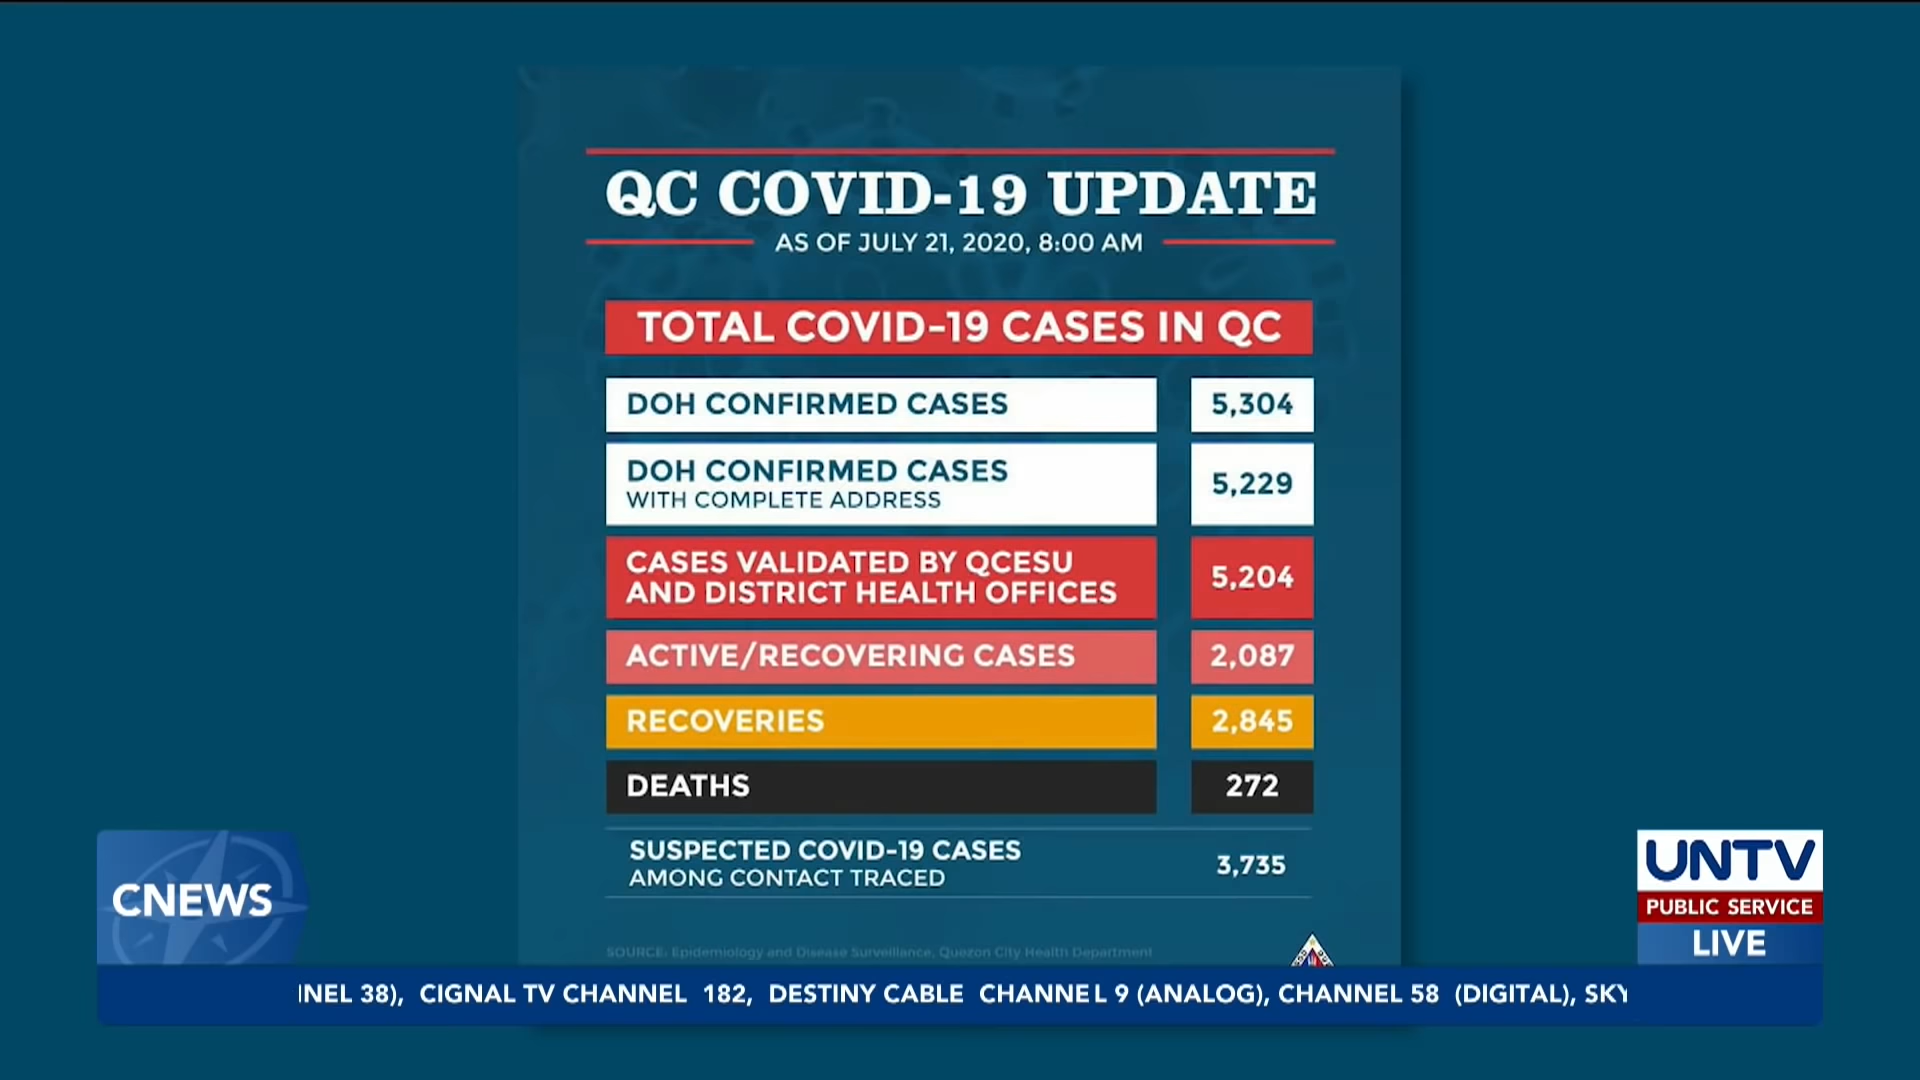 QC COVID-19 UPDATE
AS OF JULY 21, 2020, 8:00 AM
TOTAL COVID-19 CASES IN QC
DOH CONFIRMED CASES 5,304
DOH CONFIRMED CASES
WITH COMPLETE ADDRESS 5,229
CASES VALIDATED BY QCESU
AND DISTRICT HEALTH OFFICES 5,204
ACTIVE/RECOVERING CASES 2,087
RECOVERIES 2,845
DEATHS 272
SUSPECTED COVID-19 CASES
AMONG CONTACT TRACED 3,735
SOURCE: Epidemiology and Disease Surveillance, Quezon City Health Department
CNEWS
UNTV
PUBLIC SERVICE
LIVE
NEL 38), CIGNAL TV CHANNEL 182, DESTINY CABLE CHANNEL 9 (ANALOG), CHANNEL 58 (DIGITAL), SKY